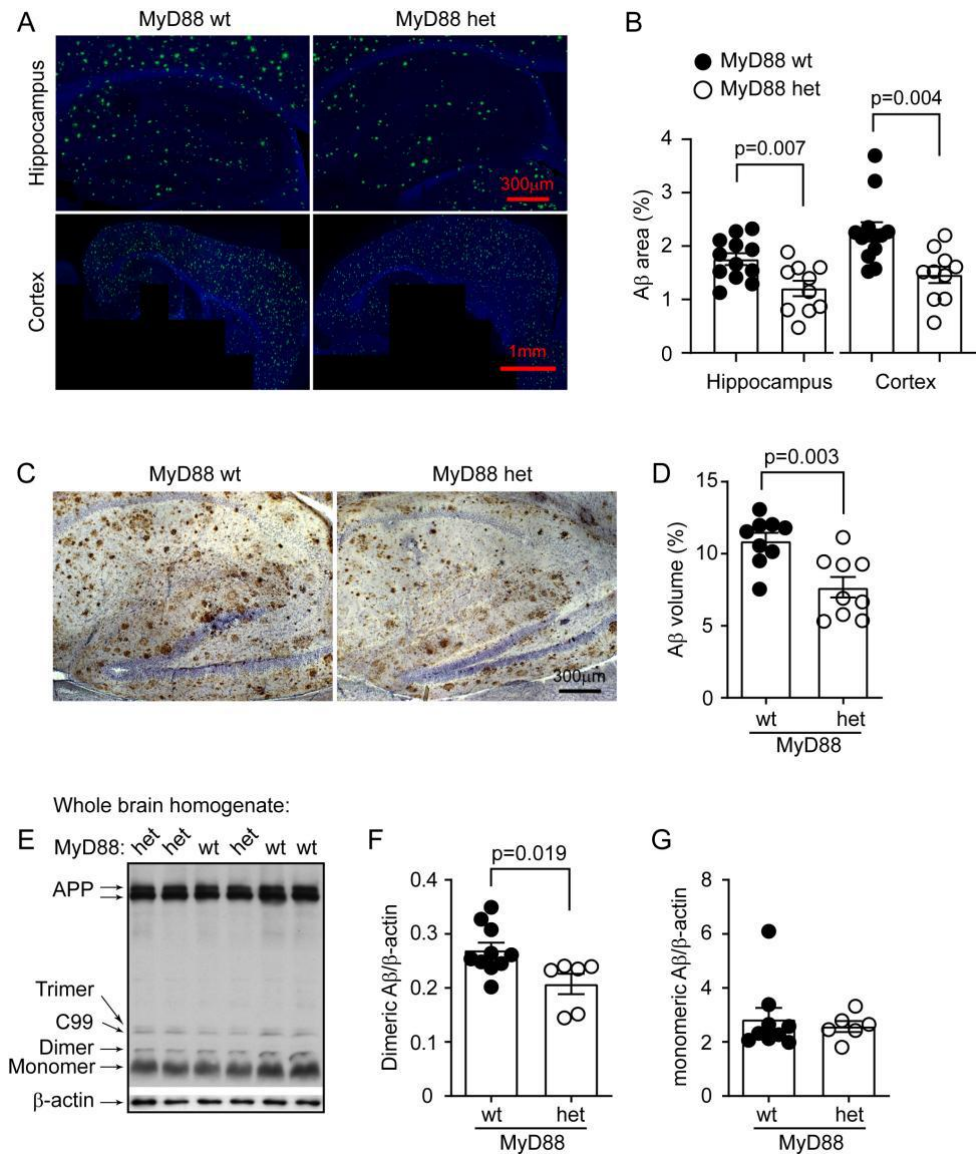 A
MyD88 wt
MyD88 het
Hippocampus
300μm
Cortex
1mm
B
MyD88 wt
MyD88 het
p=0.007
p=0.004
Aβ area (%)
4
3
2
1
0
Hippocampus
Cortex
C
MyD88 wt
MyD88 het
300μm
D
p=0.003
Aβ volume (%)
15
10
5
0
wt
het
MyD88
Whole brain homogenate:
E
MyD88: het het wt het wt wt
APP
Trimer
C99
Dimer
Monomer
β-actin
F
p=0.019
Dimeric Aβ/β-actin
0.4
0.3
0.2
0.1
0
wt
het
MyD88
G
monomeric Aβ/β-actin
8
6
4
2
0
wt
het
MyD88